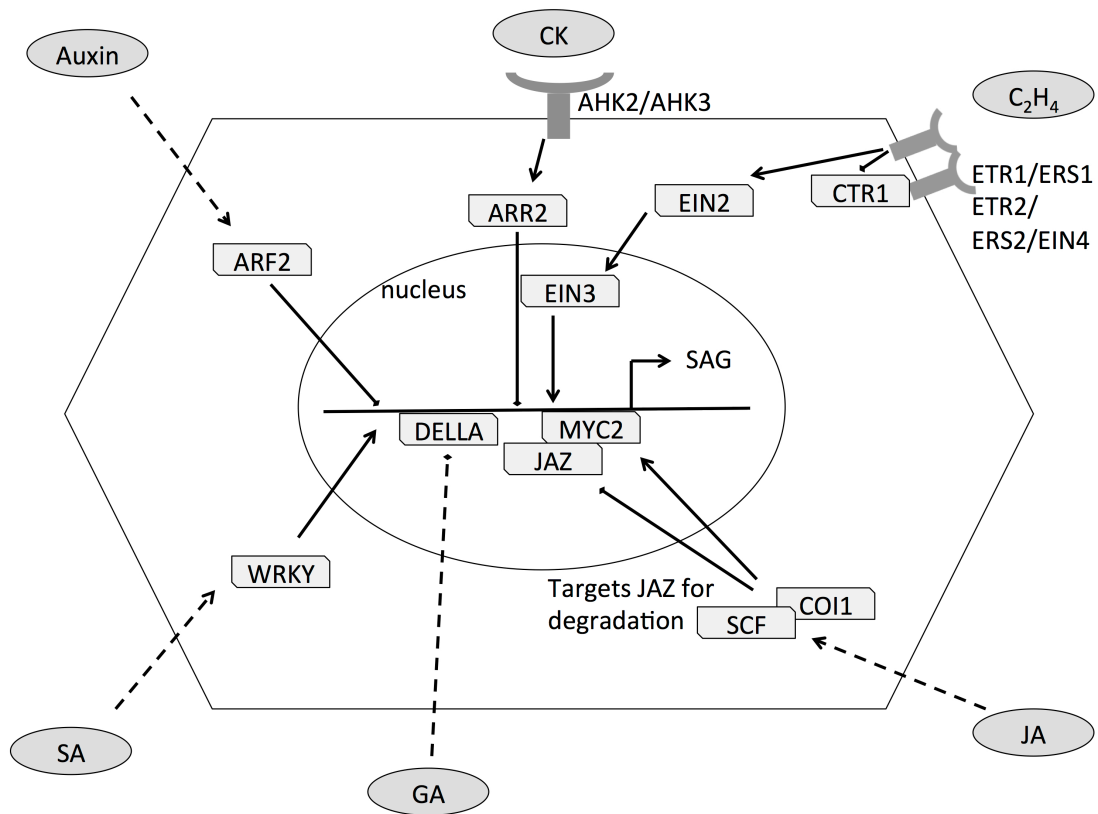 CK
Auxin
C₂H₄
AHK2/AHK3
ETR1/ERS1
ETR2/
ERS2/EIN4
CTR1
EIN2
ARR2
ARF2
nucleus
EIN3
SAG
DELLA
MYC2
JAZ
WRKY
Targets JAZ for
degradation
COI1
SCF
SA
GA
JA